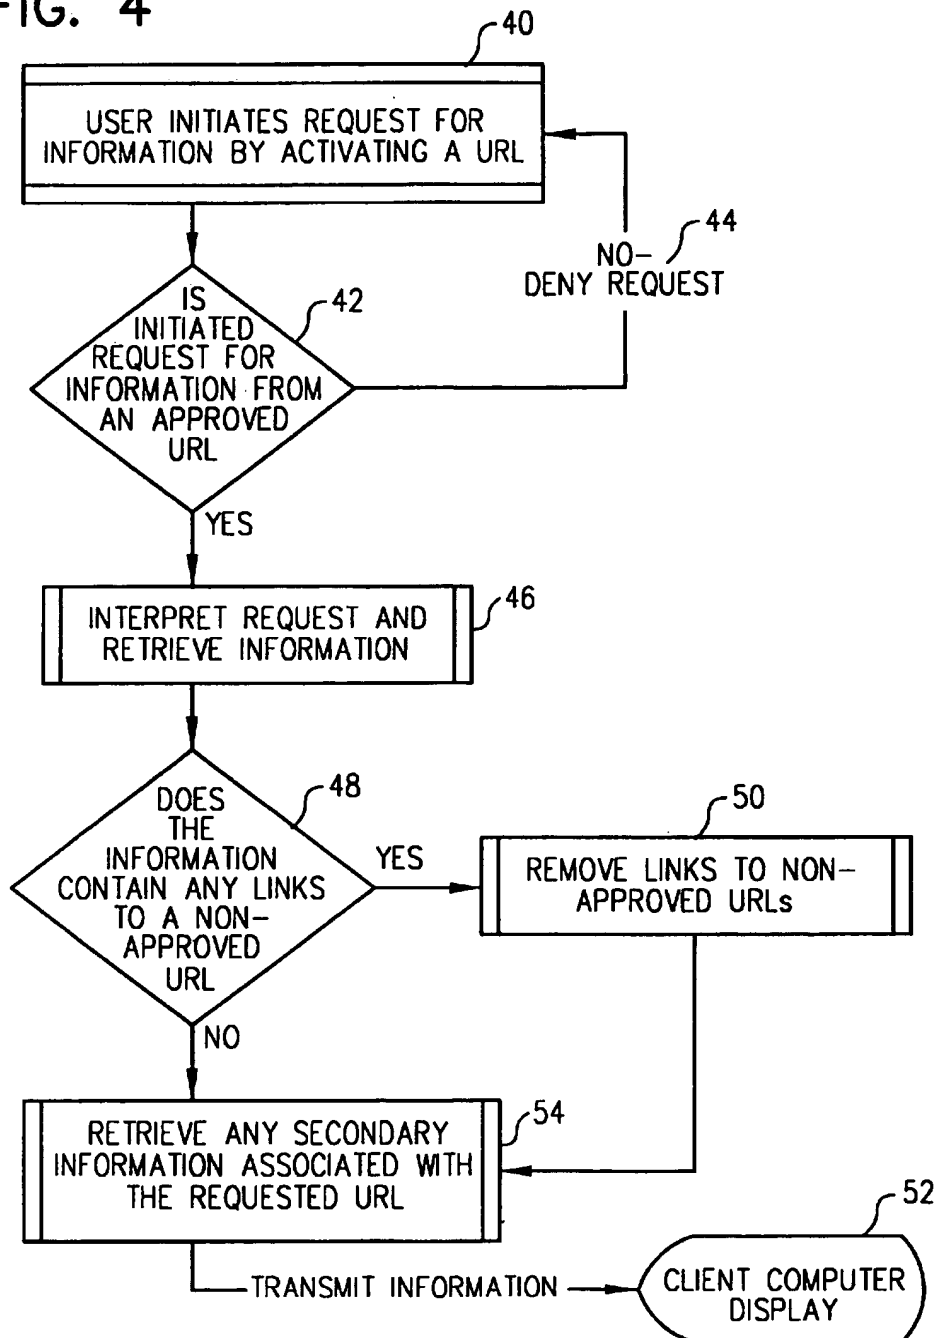 FIG. 4
40
USER INITIATES REQUEST FOR
INFORMATION BY ACTIVATING A URL
44
NO-
DENY REQUEST
42
IS
INITIATED
REQUEST FOR
INFORMATION FROM
AN APPROVED
URL
YES
46
INTERPRET REQUEST AND
RETRIEVE INFORMATION
48
DOES
THE
INFORMATION
CONTAIN ANY LINKS
TO A NON-
APPROVED
URL
YES
50
REMOVE LINKS TO NON-
APPROVED URLs
NO
54
RETRIEVE ANY SECONDARY
INFORMATION ASSOCIATED WITH
THE REQUESTED URL
52
TRANSMIT INFORMATION
CLIENT COMPUTER
DISPLAY